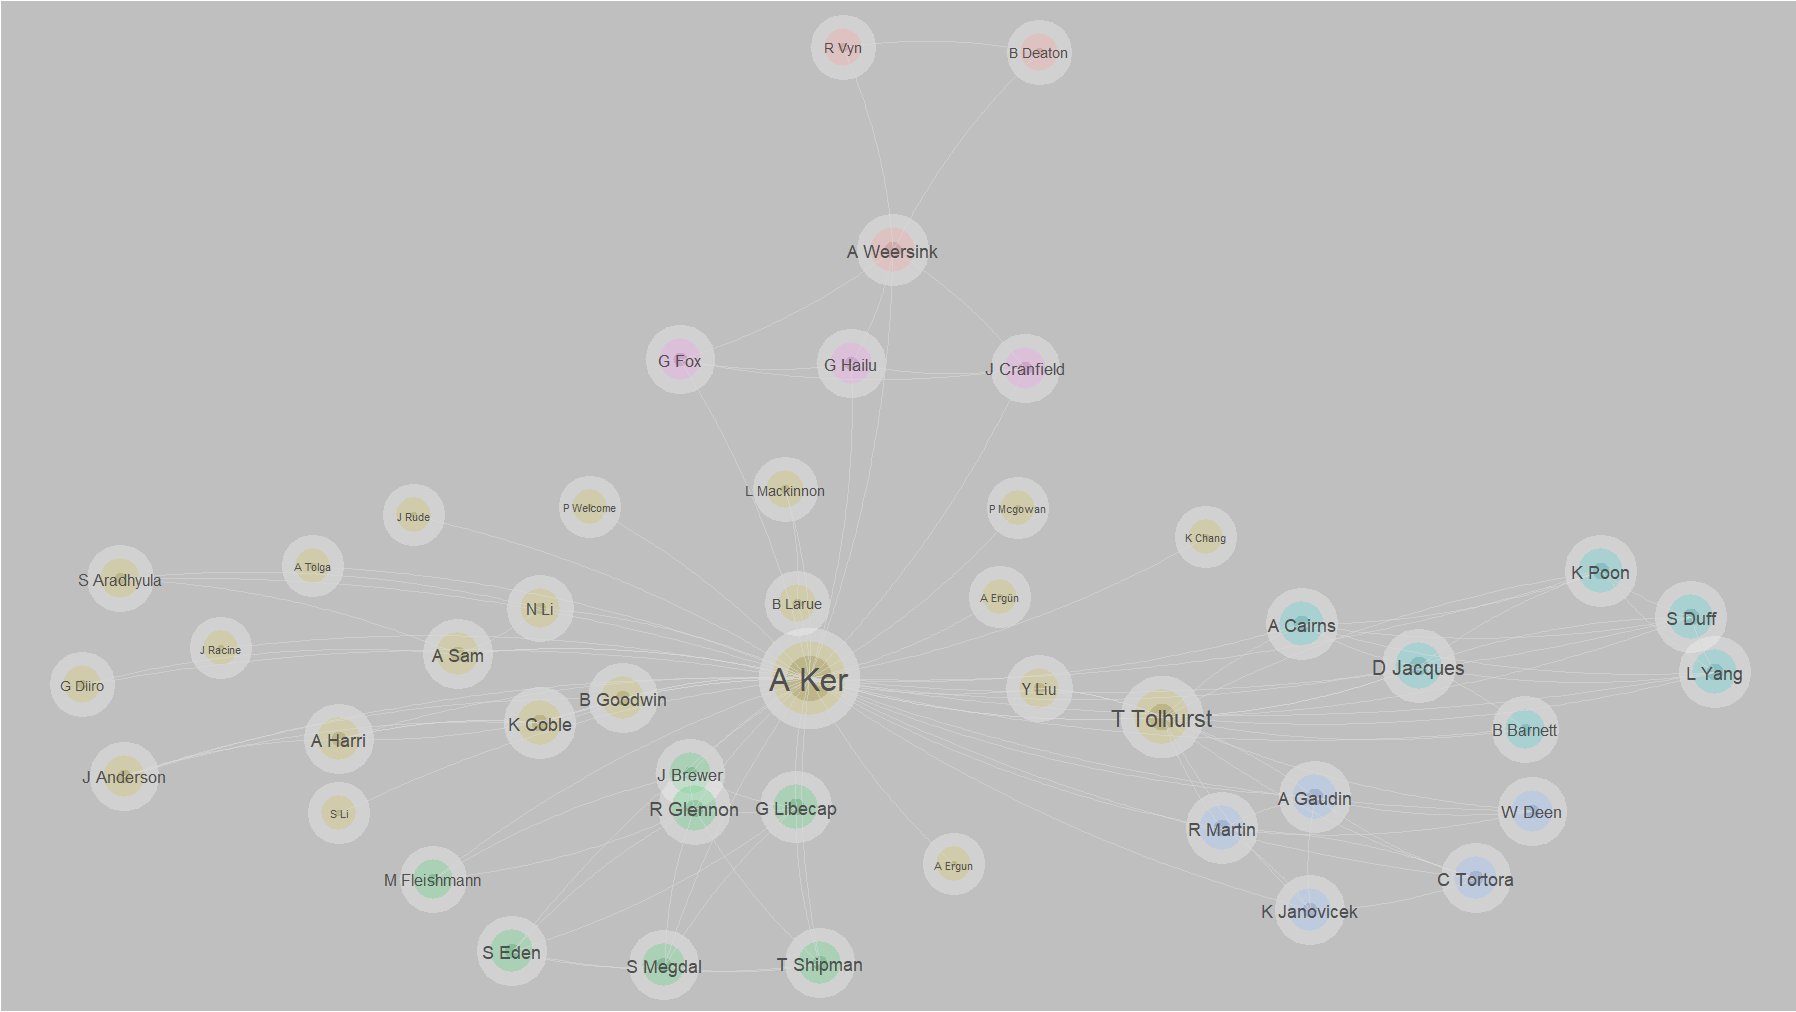 R Vyn
B Deaton
A Weersink
G Fox
G Hailu
J Cranfield
L Mackinnon
P Welcome
P Mcgowan
J Rüde
K Chang
A Tolga
K Poon
S Aradhyula
A Ergün
B Larue
N Li
S Duff
A Cairns
J Racine
A Sam
D Jacques
L Yang
A Ker
G Diiro
Y Liu
B Goodwin
T Tolhurst
K Coble
B Barnett
A Harri
J Brewer
J Anderson
A Gaudin
R Glennon
G Libecap
S Li
W Deen
R Martin
A Ergun
M Fleishmann
C Tortora
K Janovicek
S Eden
S Megdal
T Shipman